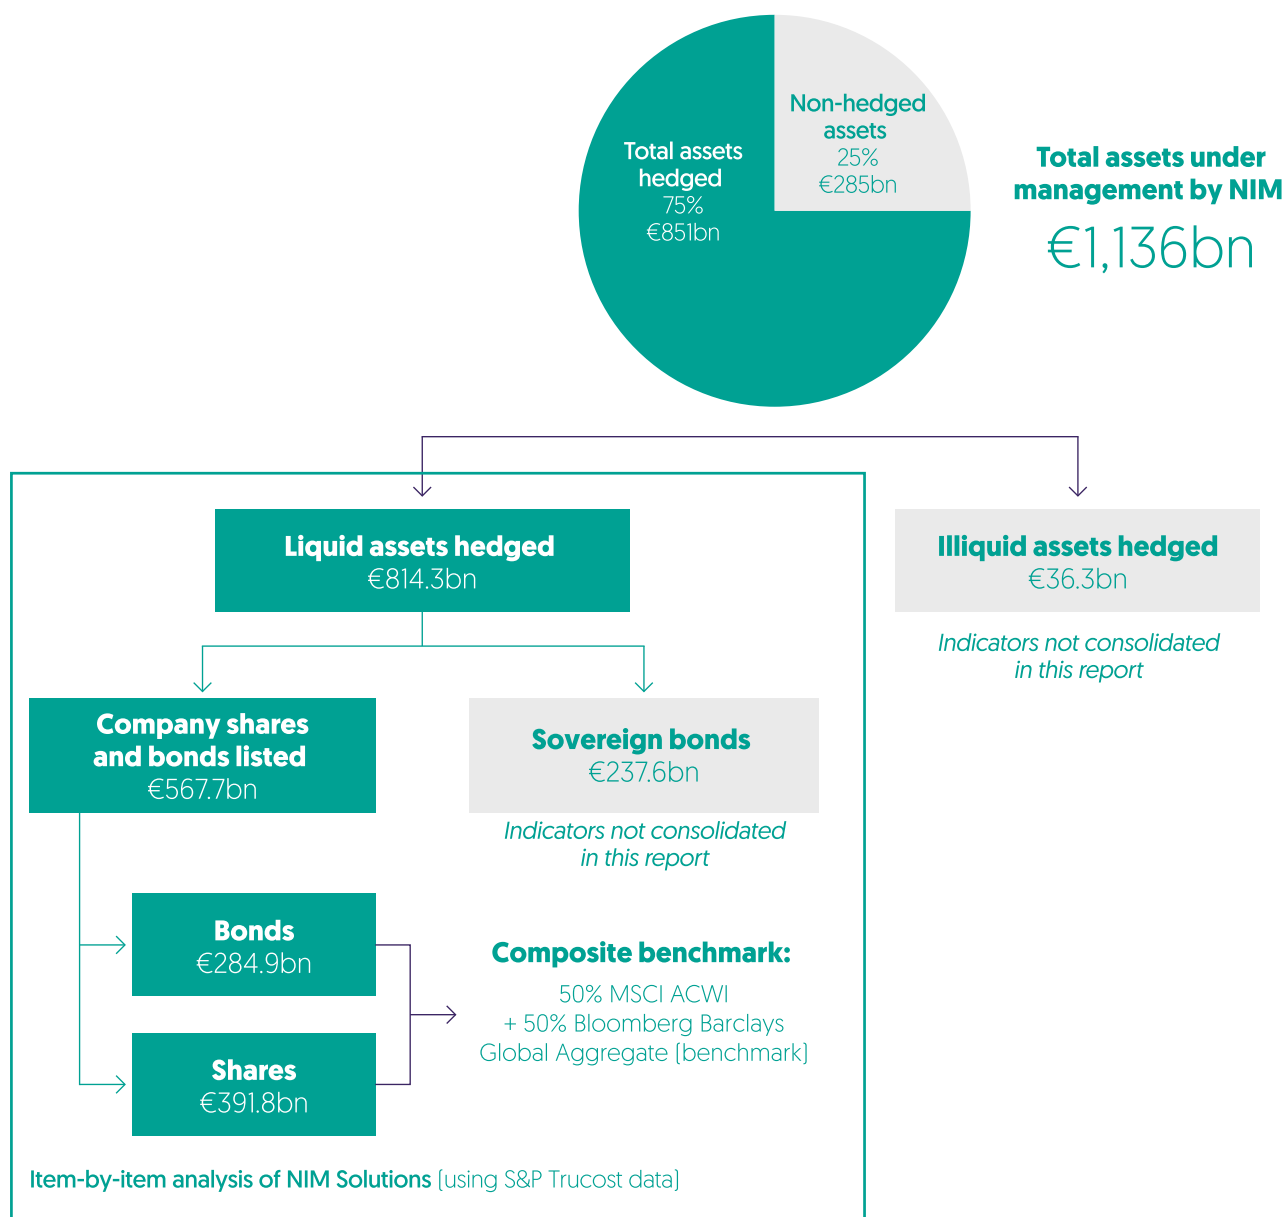 Non-hedged
assets
25%
€285bn
Total assets
hedged
75%
€851bn
Total assets under
management by NIM
€1,136bn
Liquid assets hedged
€814.3bn
Illiquid assets hedged
€36.3bn
Indicators not consolidated
in this report
Company shares
and bonds listed
€567.7bn
Sovereign bonds
€237.6bn
Indicators not consolidated
in this report
Bonds
€284.9bn
Shares
€391.8bn
Composite benchmark:
50% MSCI ACWI
+ 50% Bloomberg Barclays
Global Aggregate (benchmark)
Item-by-item analysis of NIM Solutions (using S&P Trucost data)